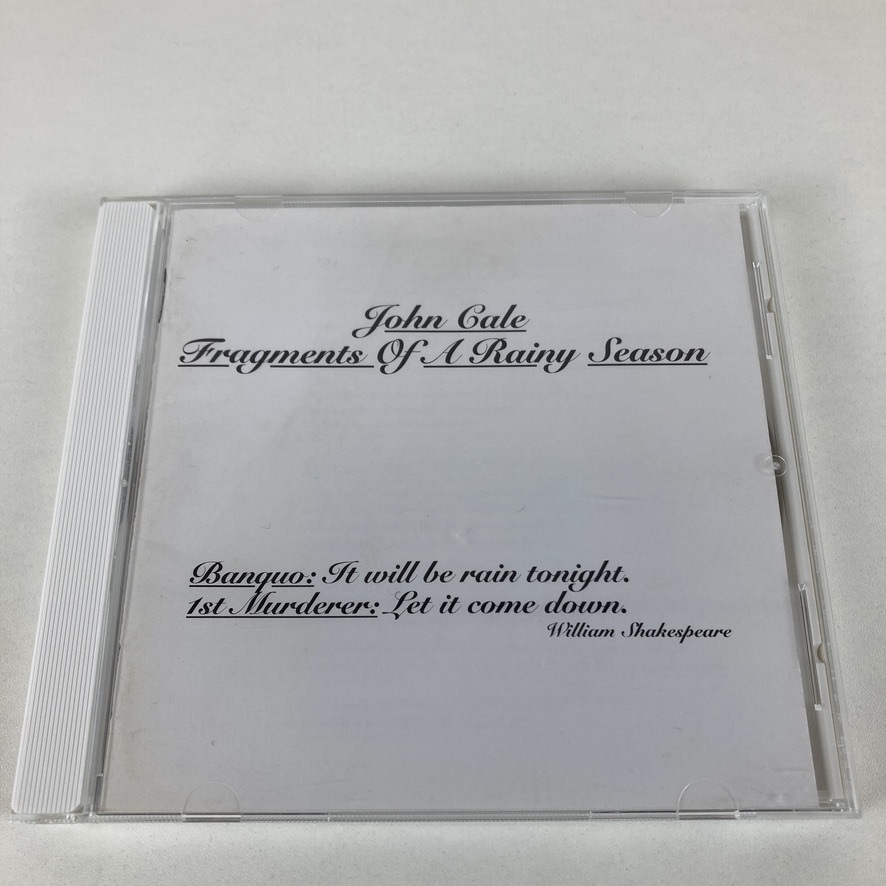 John Cale
Fragments Of A Rainy Season
Banquo: It will be rain tonight.
1st Murderer: Let it come down.
William Shakespeare